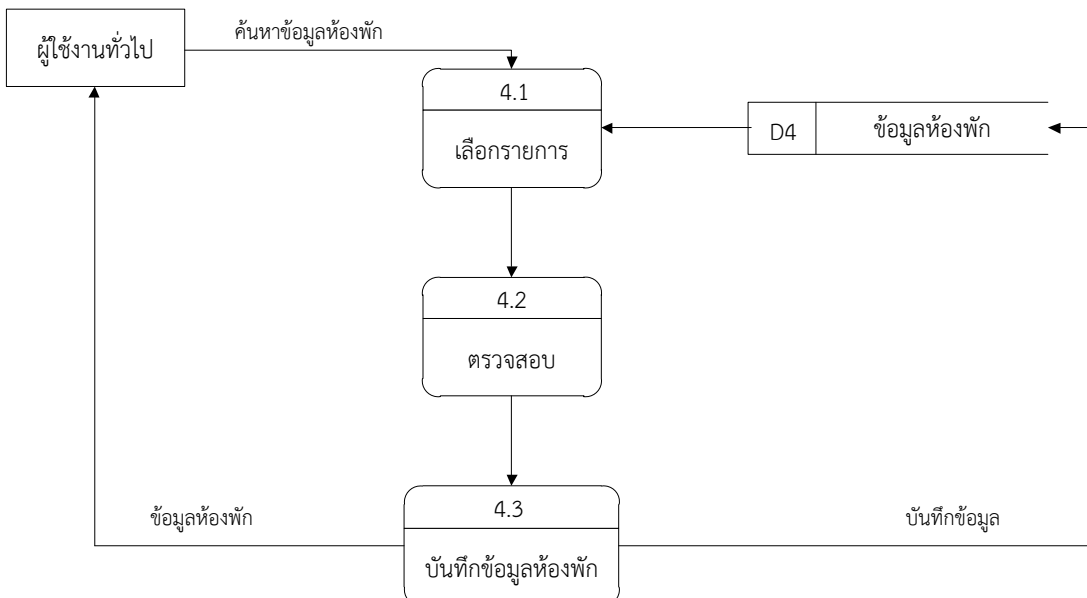 ค้นหาข้อมูลห้องพัก
ผู้ใช้งานทั่วไป
4.1
เลือกรายการ
D4
ข้อมูลห้องพัก
4.2
ตรวจสอบ
4.3
บันทึกข้อมูลห้องพัก
ข้อมูลห้องพัก
บันทึกข้อมูล